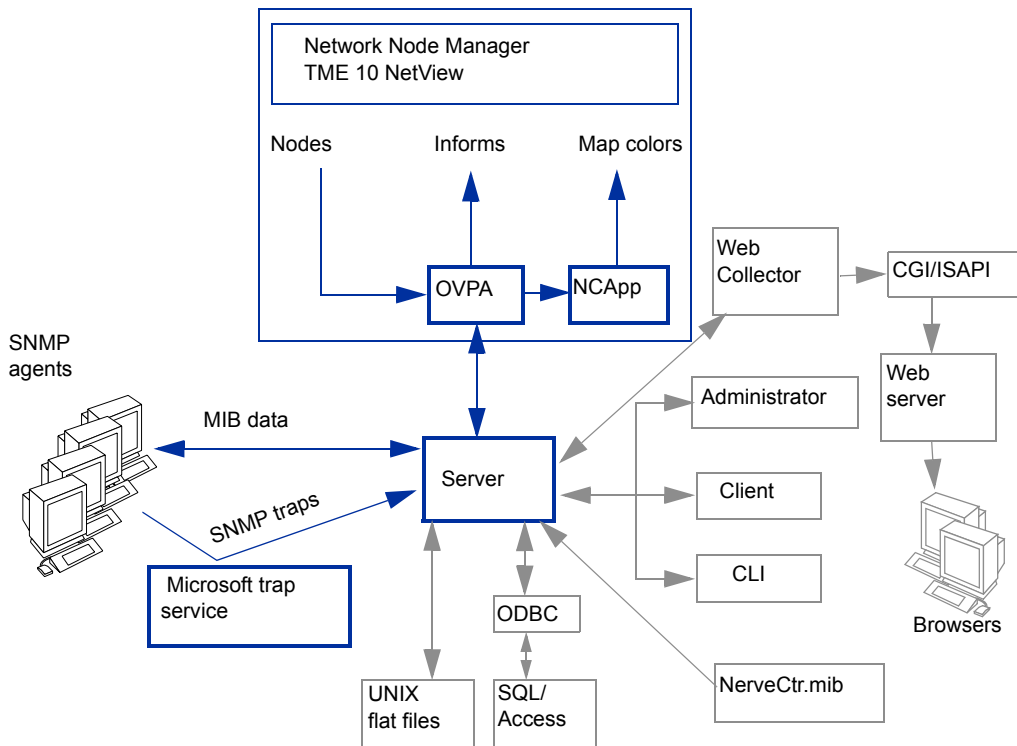 Network Node Manager
TME 10 NetView
Nodes
Informs
Map colors
OVPA
NCApp
Web
Collector
CGI/ISAPI
SNMP
agents
Web
server
Administrator
MIB data
Server
Client
SNMP traps
Microsoft trap
service
CLI
ODBC
Browsers
UNIX
flat files
SQL/
Access
NerveCtr.mib